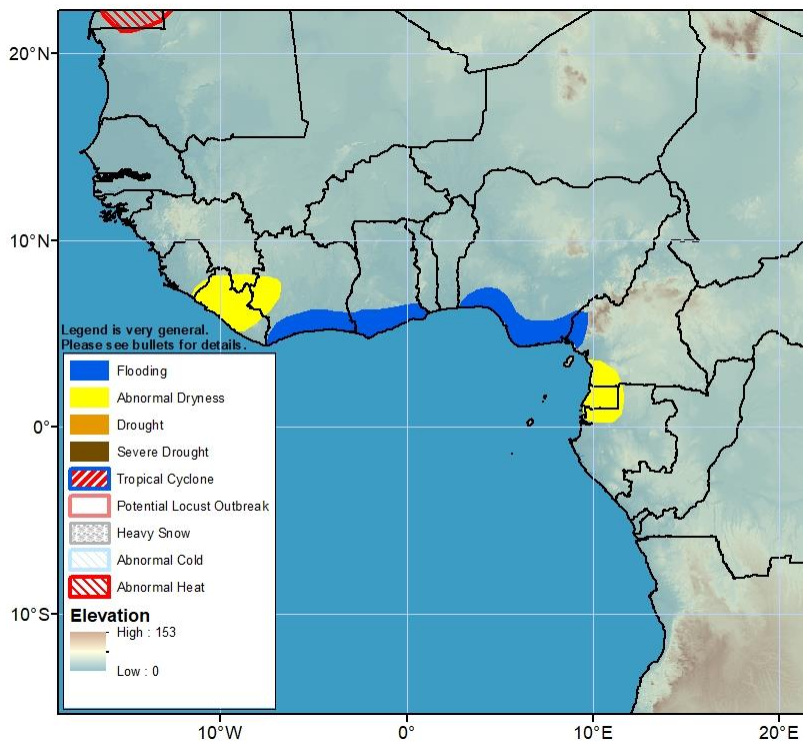 20°N
10°N
0°
10°S
Legend is very general.
Please see bullets for details.
Flooding
Abnormal Dryness
Drought
Severe Drought
Tropical Cyclone
Potential Locust Outbreak
Heavy Snow
Abnormal Cold
Abnormal Heat
Elevation
High : 153
Low : 0
10°W
0°
10°E
20°E